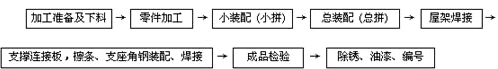 加工准备及下料 → 零件加工 → 小装配（小拼） → 总装配（总拼） → 屋架焊接 →
支撑连接板，檩条、支座角钢装配、焊接 → 成品检验 → 除锈、油漆、编号